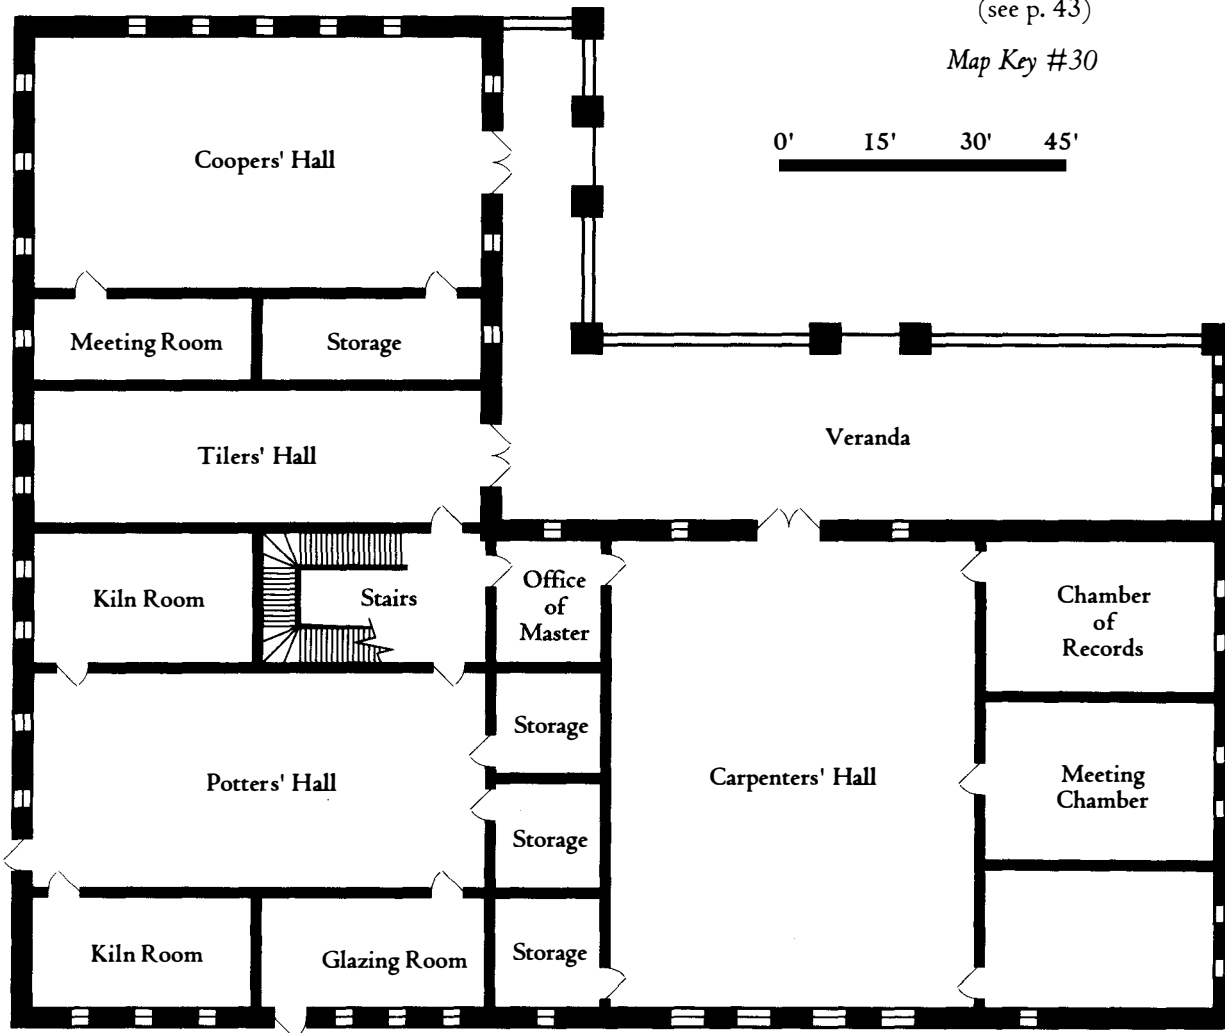 (see p. 43)
Map Key #30
0' 15' 30' 45'
Coopers' Hall
Meeting Room
Storage
Tilers' Hall
Veranda
Kiln Room
Stairs
Office
of
Master
Chamber
of
Records
Storage
Potters' Hall
Carpenters' Hall
Meeting
Chamber
Storage
Kiln Room
Glazing Room
Storage